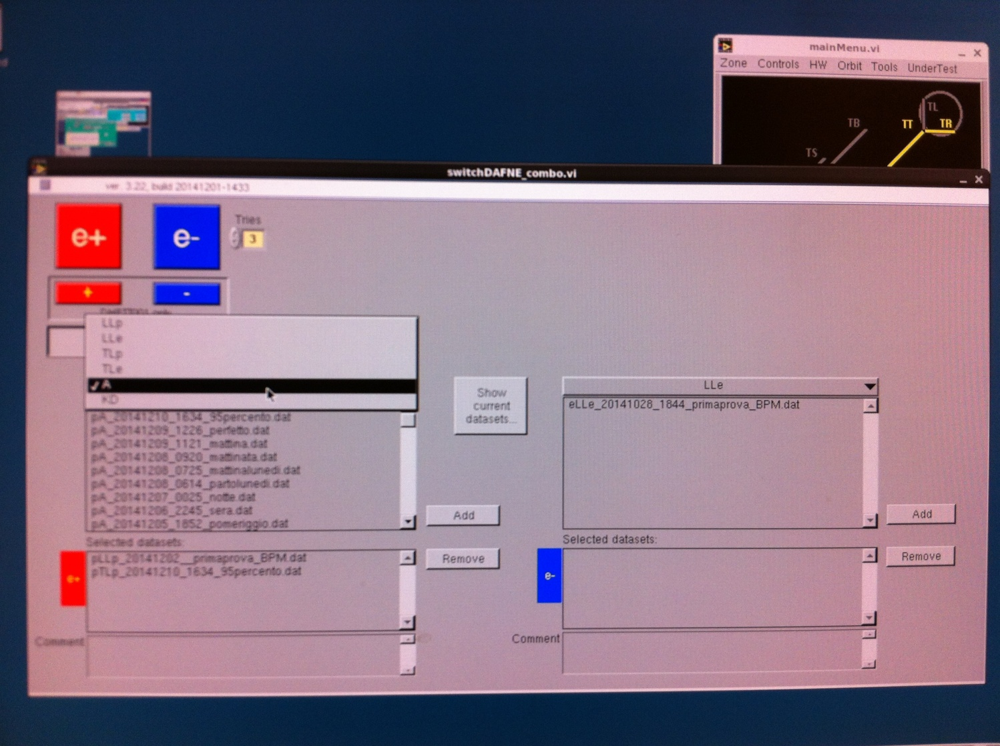 mainMenu.vi
Zone Controls HW Orbit Tools UnderTest
TL
TB TT TR
TS
switchDAFNE_combo.vi
ver. 3.22, build 20141201-1433
e+ e- Tries
3
+ -
only
LLp
LLe
TLp
TLe
A
KD
pA_20141210_1634_95percento.dat
pA_20141209_1226_perfetto.dat
pA_20141209_1121_mattina.dat
pA_20141208_0920_mattinata.dat
pA_20141208_0725_mattinalunedi.dat
pA_20141208_0614_partolunedi.dat
pA_20141207_0025_notte.dat
pA_20141206_2245_sera.dat
pA_20141205_1852_pomeriggio.dat
Show
current
datasets...
Add
Selected datasets:
e+
pLLp_20141202__primaprova_BPM.dat
pTLp_20141210_1634_95percento.dat
Remove
Comment
LLe
eLLe_20141028_1844_primaprova_BPM.dat
Add
Selected datasets:
e-
Remove
Comment